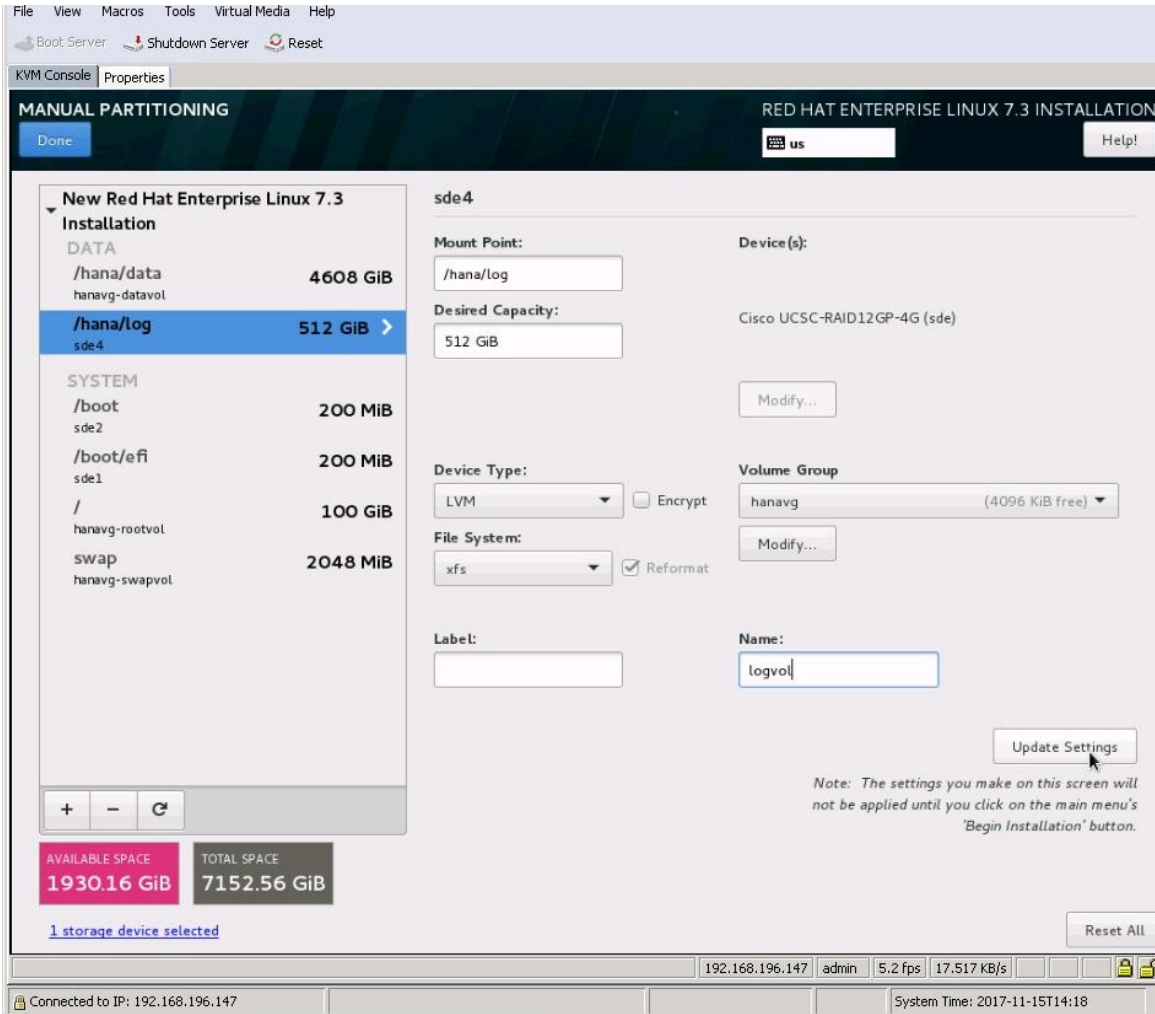 File View Macros Tools Virtual Media Help
Boot Server Shutdown Server Reset
KVM Console Properties
MANUAL PARTITIONING
RED HAT ENTERPRISE LINUX 7.3 INSTALLATION
Done
us
Help!
New Red Hat Enterprise Linux 7.3
Installation
DATA
/hana/data 4608 GiB
hanavg-datavol
/hana/log 512 GiB
sde4
SYSTEM
/boot 200 MiB
sde2
/boot/efi 200 MiB
sde1
/ 100 GiB
hanavg-rootvol
swap 2048 MiB
hanavg-swapvol
+ −
AVAILABLE SPACE
1930.16 GiB
TOTAL SPACE
7152.56 GiB
1 storage device selected
sde4
Mount Point:
/hana/log
Desired Capacity:
512 GiB
Device(s):
Cisco UCSC-RAID12GP-4G (sde)
Modify...
Device Type:
LVM Encrypt
Volume Group
hanavg (4096 KiB free)
Modify...
File System:
xfs Reformat
Label:
Name:
logvol
Update Settings
Note: The settings you make on this screen will
not be applied until you click on the main menu's
'Begin Installation' button.
Reset All
192.168.196.147 admin 5.2 fps 17.517 KB/s
Connected to IP: 192.168.196.147 System Time: 2017-11-15T14:18